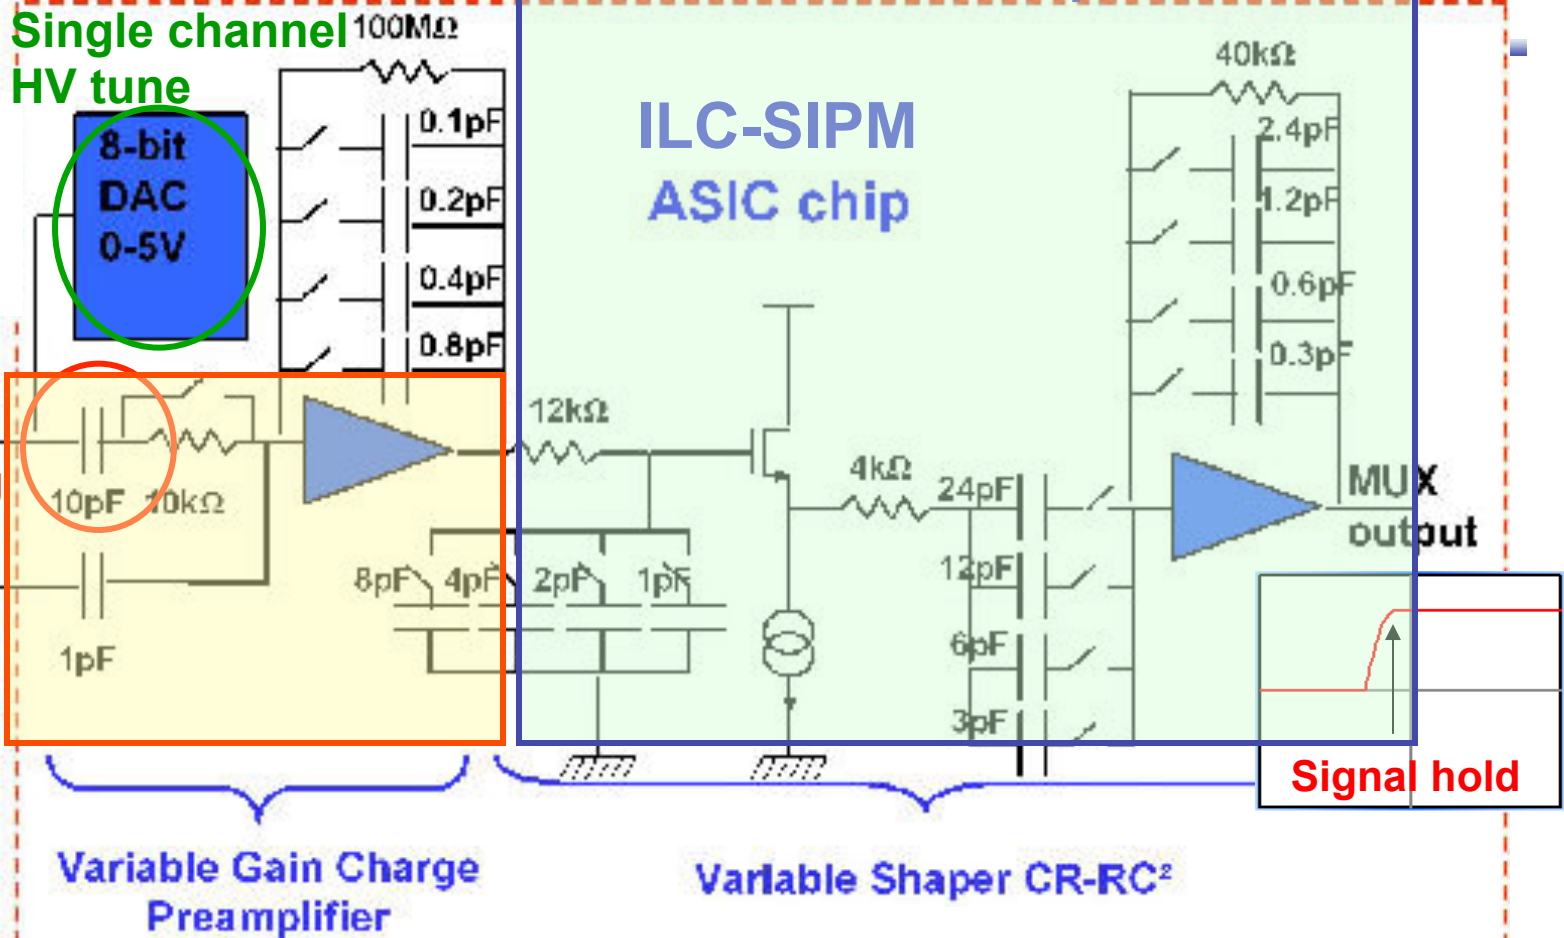 Single channel
HV tune
100MΩ
8-bit
DAC
0-5V
0.1pF
0.2pF
0.4pF
0.8pF
ILC-SIPM
ASIC chip
40kΩ
2.4pF
1.2pF
0.6pF
0.3pF
12kΩ
4kΩ
10pF 10kΩ
24pF
12pF
6pF
3pF
MUX
output
8pF 4pF 2pF 1pF
1pF
Signal hold
Variable Gain Charge
Preamplifier
Variable Shaper CR-RC²